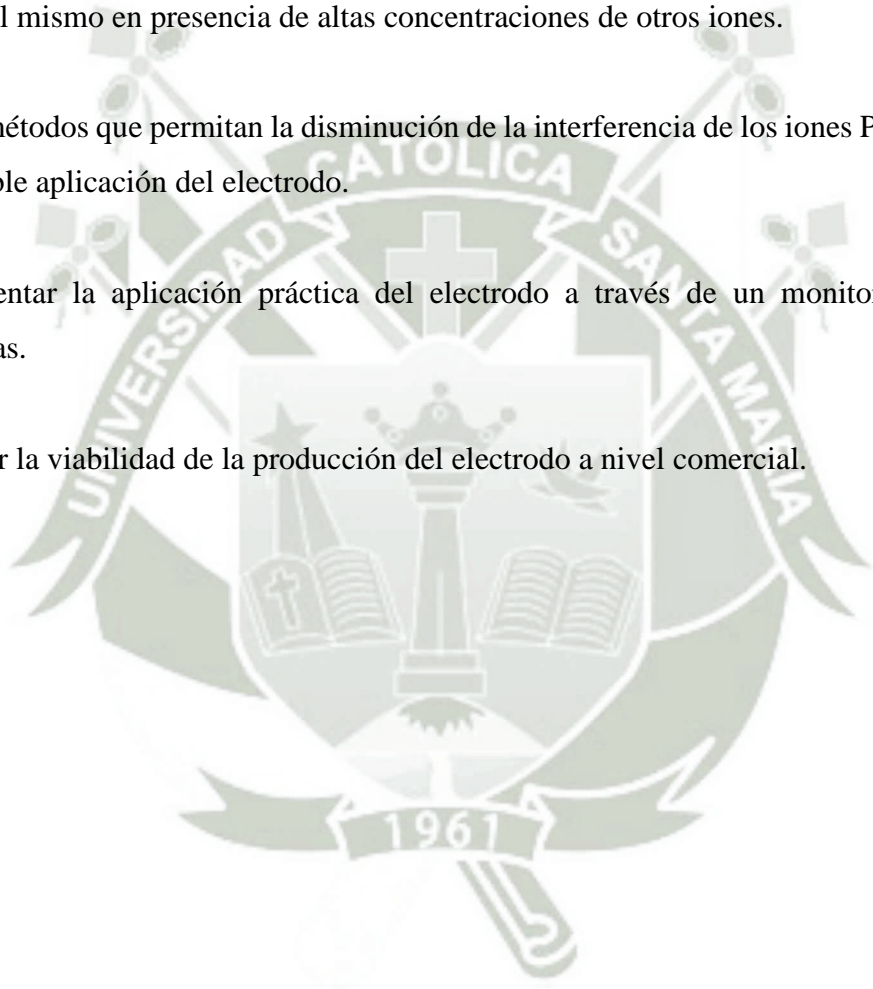 l mismo en presencia de altas concentraciones de otros iones.
nétodos que permitan la disminución de la interferencia de los iones P
ble aplicación del electrodo.
entar la aplicación práctica del electrodo a través de un monitor
as.
r la viabilidad de la producción del electrodo a nivel comercial.
UNIVERSIDAD CATOLICA SANTA MARIA
1961